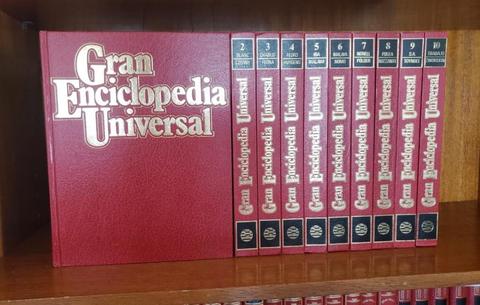 Gran
Enciclopedia
Universal
2
BLANC
Gran Enciclopedia Universal
3
Gran Enciclopedia Universal
4
Gran Enciclopedia Universal
5
Gran Enciclopedia Universal
6
Gran Enciclopedia Universal
7
Gran Enciclopedia Universal
8
Gran Enciclopedia Universal
9
Gran Enciclopedia Universal
10
Gran Enciclopedia Universal